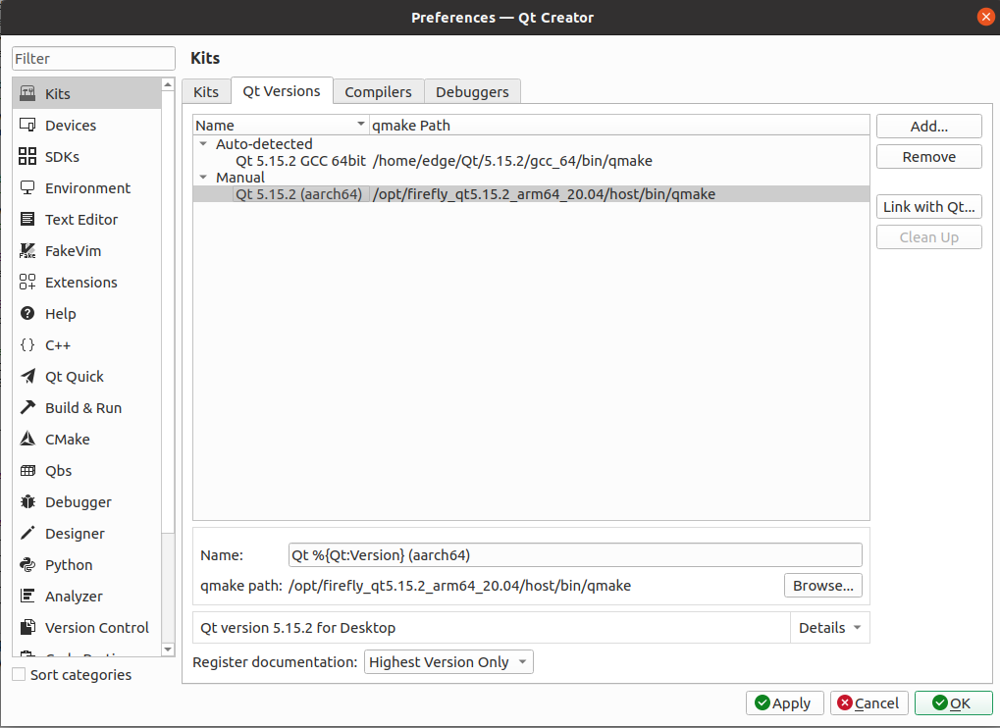 Preferences — Qt Creator
Filter
Kits
Devices
SDKs
Environment
Text Editor
FakeVim
Extensions
Help
C++
Qt Quick
Build & Run
CMake
Qbs
Debugger
Designer
Python
Analyzer
Version Control
Sort categories
Kits
Kits Qt Versions Compilers Debuggers
Name qmake Path
Auto-detected
Qt 5.15.2 GCC 64bit /home/edge/Qt/5.15.2/gcc_64/bin/qmake
Manual
Qt 5.15.2 (aarch64) /opt/firefly_qt5.15.2_arm64_20.04/host/bin/qmake
Add...
Remove
Link with Qt...
Clean Up
Name: Qt %{Qt:Version} (aarch64)
qmake path: /opt/firefly_qt5.15.2_arm64_20.04/host/bin/qmake Browse...
Qt version 5.15.2 for Desktop Details
Register documentation: Highest Version Only
Apply Cancel OK